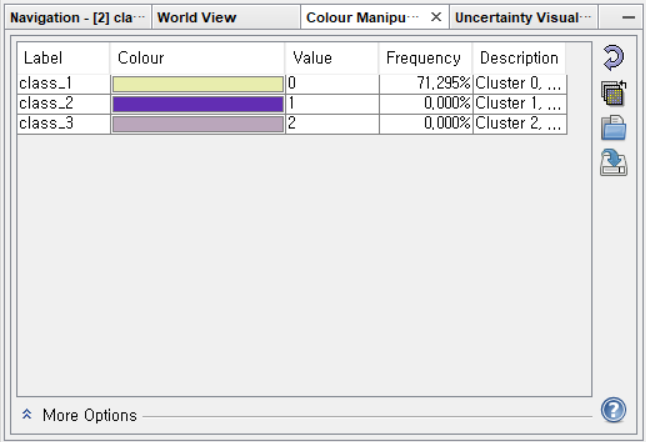 Navigation - [2] cla... World View Colour Manipu... × Uncertainty Visual...
Label Colour Value Frequency Description
class_1 0 71,295% Cluster 0, ...
class_2 1 0,000% Cluster 1, ...
class_3 2 0,000% Cluster 2, ...
More Options